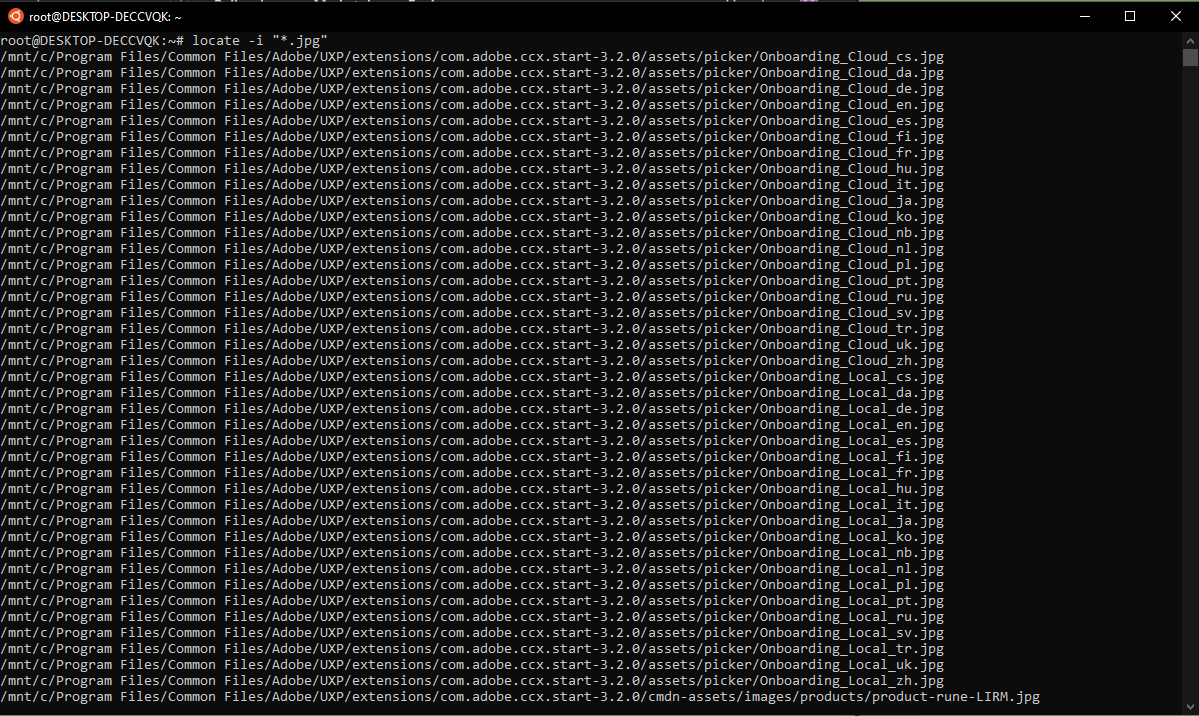 root@DESKTOP-DECCVQK: ~
root@DESKTOP-DECCVQK:~# locate -i "*.jpg"
/mnt/c/Program Files/Common Files/Adobe/UXP/extensions/com.adobe.ccx.start-3.2.0/assets/picker/Onboarding_Cloud_cs.jpg
/mnt/c/Program Files/Common Files/Adobe/UXP/extensions/com.adobe.ccx.start-3.2.0/assets/picker/Onboarding_Cloud_da.jpg
/mnt/c/Program Files/Common Files/Adobe/UXP/extensions/com.adobe.ccx.start-3.2.0/assets/picker/Onboarding_Cloud_de.jpg
/mnt/c/Program Files/Common Files/Adobe/UXP/extensions/com.adobe.ccx.start-3.2.0/assets/picker/Onboarding_Cloud_en.jpg
/mnt/c/Program Files/Common Files/Adobe/UXP/extensions/com.adobe.ccx.start-3.2.0/assets/picker/Onboarding_Cloud_es.jpg
/mnt/c/Program Files/Common Files/Adobe/UXP/extensions/com.adobe.ccx.start-3.2.0/assets/picker/Onboarding_Cloud_fi.jpg
/mnt/c/Program Files/Common Files/Adobe/UXP/extensions/com.adobe.ccx.start-3.2.0/assets/picker/Onboarding_Cloud_fr.jpg
/mnt/c/Program Files/Common Files/Adobe/UXP/extensions/com.adobe.ccx.start-3.2.0/assets/picker/Onboarding_Cloud_hu.jpg
/mnt/c/Program Files/Common Files/Adobe/UXP/extensions/com.adobe.ccx.start-3.2.0/assets/picker/Onboarding_Cloud_it.jpg
/mnt/c/Program Files/Common Files/Adobe/UXP/extensions/com.adobe.ccx.start-3.2.0/assets/picker/Onboarding_Cloud_ja.jpg
/mnt/c/Program Files/Common Files/Adobe/UXP/extensions/com.adobe.ccx.start-3.2.0/assets/picker/Onboarding_Cloud_ko.jpg
/mnt/c/Program Files/Common Files/Adobe/UXP/extensions/com.adobe.ccx.start-3.2.0/assets/picker/Onboarding_Cloud_nb.jpg
/mnt/c/Program Files/Common Files/Adobe/UXP/extensions/com.adobe.ccx.start-3.2.0/assets/picker/Onboarding_Cloud_nl.jpg
/mnt/c/Program Files/Common Files/Adobe/UXP/extensions/com.adobe.ccx.start-3.2.0/assets/picker/Onboarding_Cloud_pl.jpg
/mnt/c/Program Files/Common Files/Adobe/UXP/extensions/com.adobe.ccx.start-3.2.0/assets/picker/Onboarding_Cloud_pt.jpg
/mnt/c/Program Files/Common Files/Adobe/UXP/extensions/com.adobe.ccx.start-3.2.0/assets/picker/Onboarding_Cloud_ru.jpg
/mnt/c/Program Files/Common Files/Adobe/UXP/extensions/com.adobe.ccx.start-3.2.0/assets/picker/Onboarding_Cloud_sv.jpg
/mnt/c/Program Files/Common Files/Adobe/UXP/extensions/com.adobe.ccx.start-3.2.0/assets/picker/Onboarding_Cloud_tr.jpg
/mnt/c/Program Files/Common Files/Adobe/UXP/extensions/com.adobe.ccx.start-3.2.0/assets/picker/Onboarding_Cloud_uk.jpg
/mnt/c/Program Files/Common Files/Adobe/UXP/extensions/com.adobe.ccx.start-3.2.0/assets/picker/Onboarding_Cloud_zh.jpg
/mnt/c/Program Files/Common Files/Adobe/UXP/extensions/com.adobe.ccx.start-3.2.0/assets/picker/Onboarding_Local_cs.jpg
/mnt/c/Program Files/Common Files/Adobe/UXP/extensions/com.adobe.ccx.start-3.2.0/assets/picker/Onboarding_Local_da.jpg
/mnt/c/Program Files/Common Files/Adobe/UXP/extensions/com.adobe.ccx.start-3.2.0/assets/picker/Onboarding_Local_de.jpg
/mnt/c/Program Files/Common Files/Adobe/UXP/extensions/com.adobe.ccx.start-3.2.0/assets/picker/Onboarding_Local_en.jpg
/mnt/c/Program Files/Common Files/Adobe/UXP/extensions/com.adobe.ccx.start-3.2.0/assets/picker/Onboarding_Local_es.jpg
/mnt/c/Program Files/Common Files/Adobe/UXP/extensions/com.adobe.ccx.start-3.2.0/assets/picker/Onboarding_Local_fi.jpg
/mnt/c/Program Files/Common Files/Adobe/UXP/extensions/com.adobe.ccx.start-3.2.0/assets/picker/Onboarding_Local_fr.jpg
/mnt/c/Program Files/Common Files/Adobe/UXP/extensions/com.adobe.ccx.start-3.2.0/assets/picker/Onboarding_Local_hu.jpg
/mnt/c/Program Files/Common Files/Adobe/UXP/extensions/com.adobe.ccx.start-3.2.0/assets/picker/Onboarding_Local_it.jpg
/mnt/c/Program Files/Common Files/Adobe/UXP/extensions/com.adobe.ccx.start-3.2.0/assets/picker/Onboarding_Local_ja.jpg
/mnt/c/Program Files/Common Files/Adobe/UXP/extensions/com.adobe.ccx.start-3.2.0/assets/picker/Onboarding_Local_ko.jpg
/mnt/c/Program Files/Common Files/Adobe/UXP/extensions/com.adobe.ccx.start-3.2.0/assets/picker/Onboarding_Local_nb.jpg
/mnt/c/Program Files/Common Files/Adobe/UXP/extensions/com.adobe.ccx.start-3.2.0/assets/picker/Onboarding_Local_nl.jpg
/mnt/c/Program Files/Common Files/Adobe/UXP/extensions/com.adobe.ccx.start-3.2.0/assets/picker/Onboarding_Local_pl.jpg
/mnt/c/Program Files/Common Files/Adobe/UXP/extensions/com.adobe.ccx.start-3.2.0/assets/picker/Onboarding_Local_pt.jpg
/mnt/c/Program Files/Common Files/Adobe/UXP/extensions/com.adobe.ccx.start-3.2.0/assets/picker/Onboarding_Local_ru.jpg
/mnt/c/Program Files/Common Files/Adobe/UXP/extensions/com.adobe.ccx.start-3.2.0/assets/picker/Onboarding_Local_sv.jpg
/mnt/c/Program Files/Common Files/Adobe/UXP/extensions/com.adobe.ccx.start-3.2.0/assets/picker/Onboarding_Local_tr.jpg
/mnt/c/Program Files/Common Files/Adobe/UXP/extensions/com.adobe.ccx.start-3.2.0/assets/picker/Onboarding_Local_uk.jpg
/mnt/c/Program Files/Common Files/Adobe/UXP/extensions/com.adobe.ccx.start-3.2.0/assets/picker/Onboarding_Local_zh.jpg
/mnt/c/Program Files/Common Files/Adobe/UXP/extensions/com.adobe.ccx.start-3.2.0/cmdn-assets/images/products/product-rune-LIRM.jpg